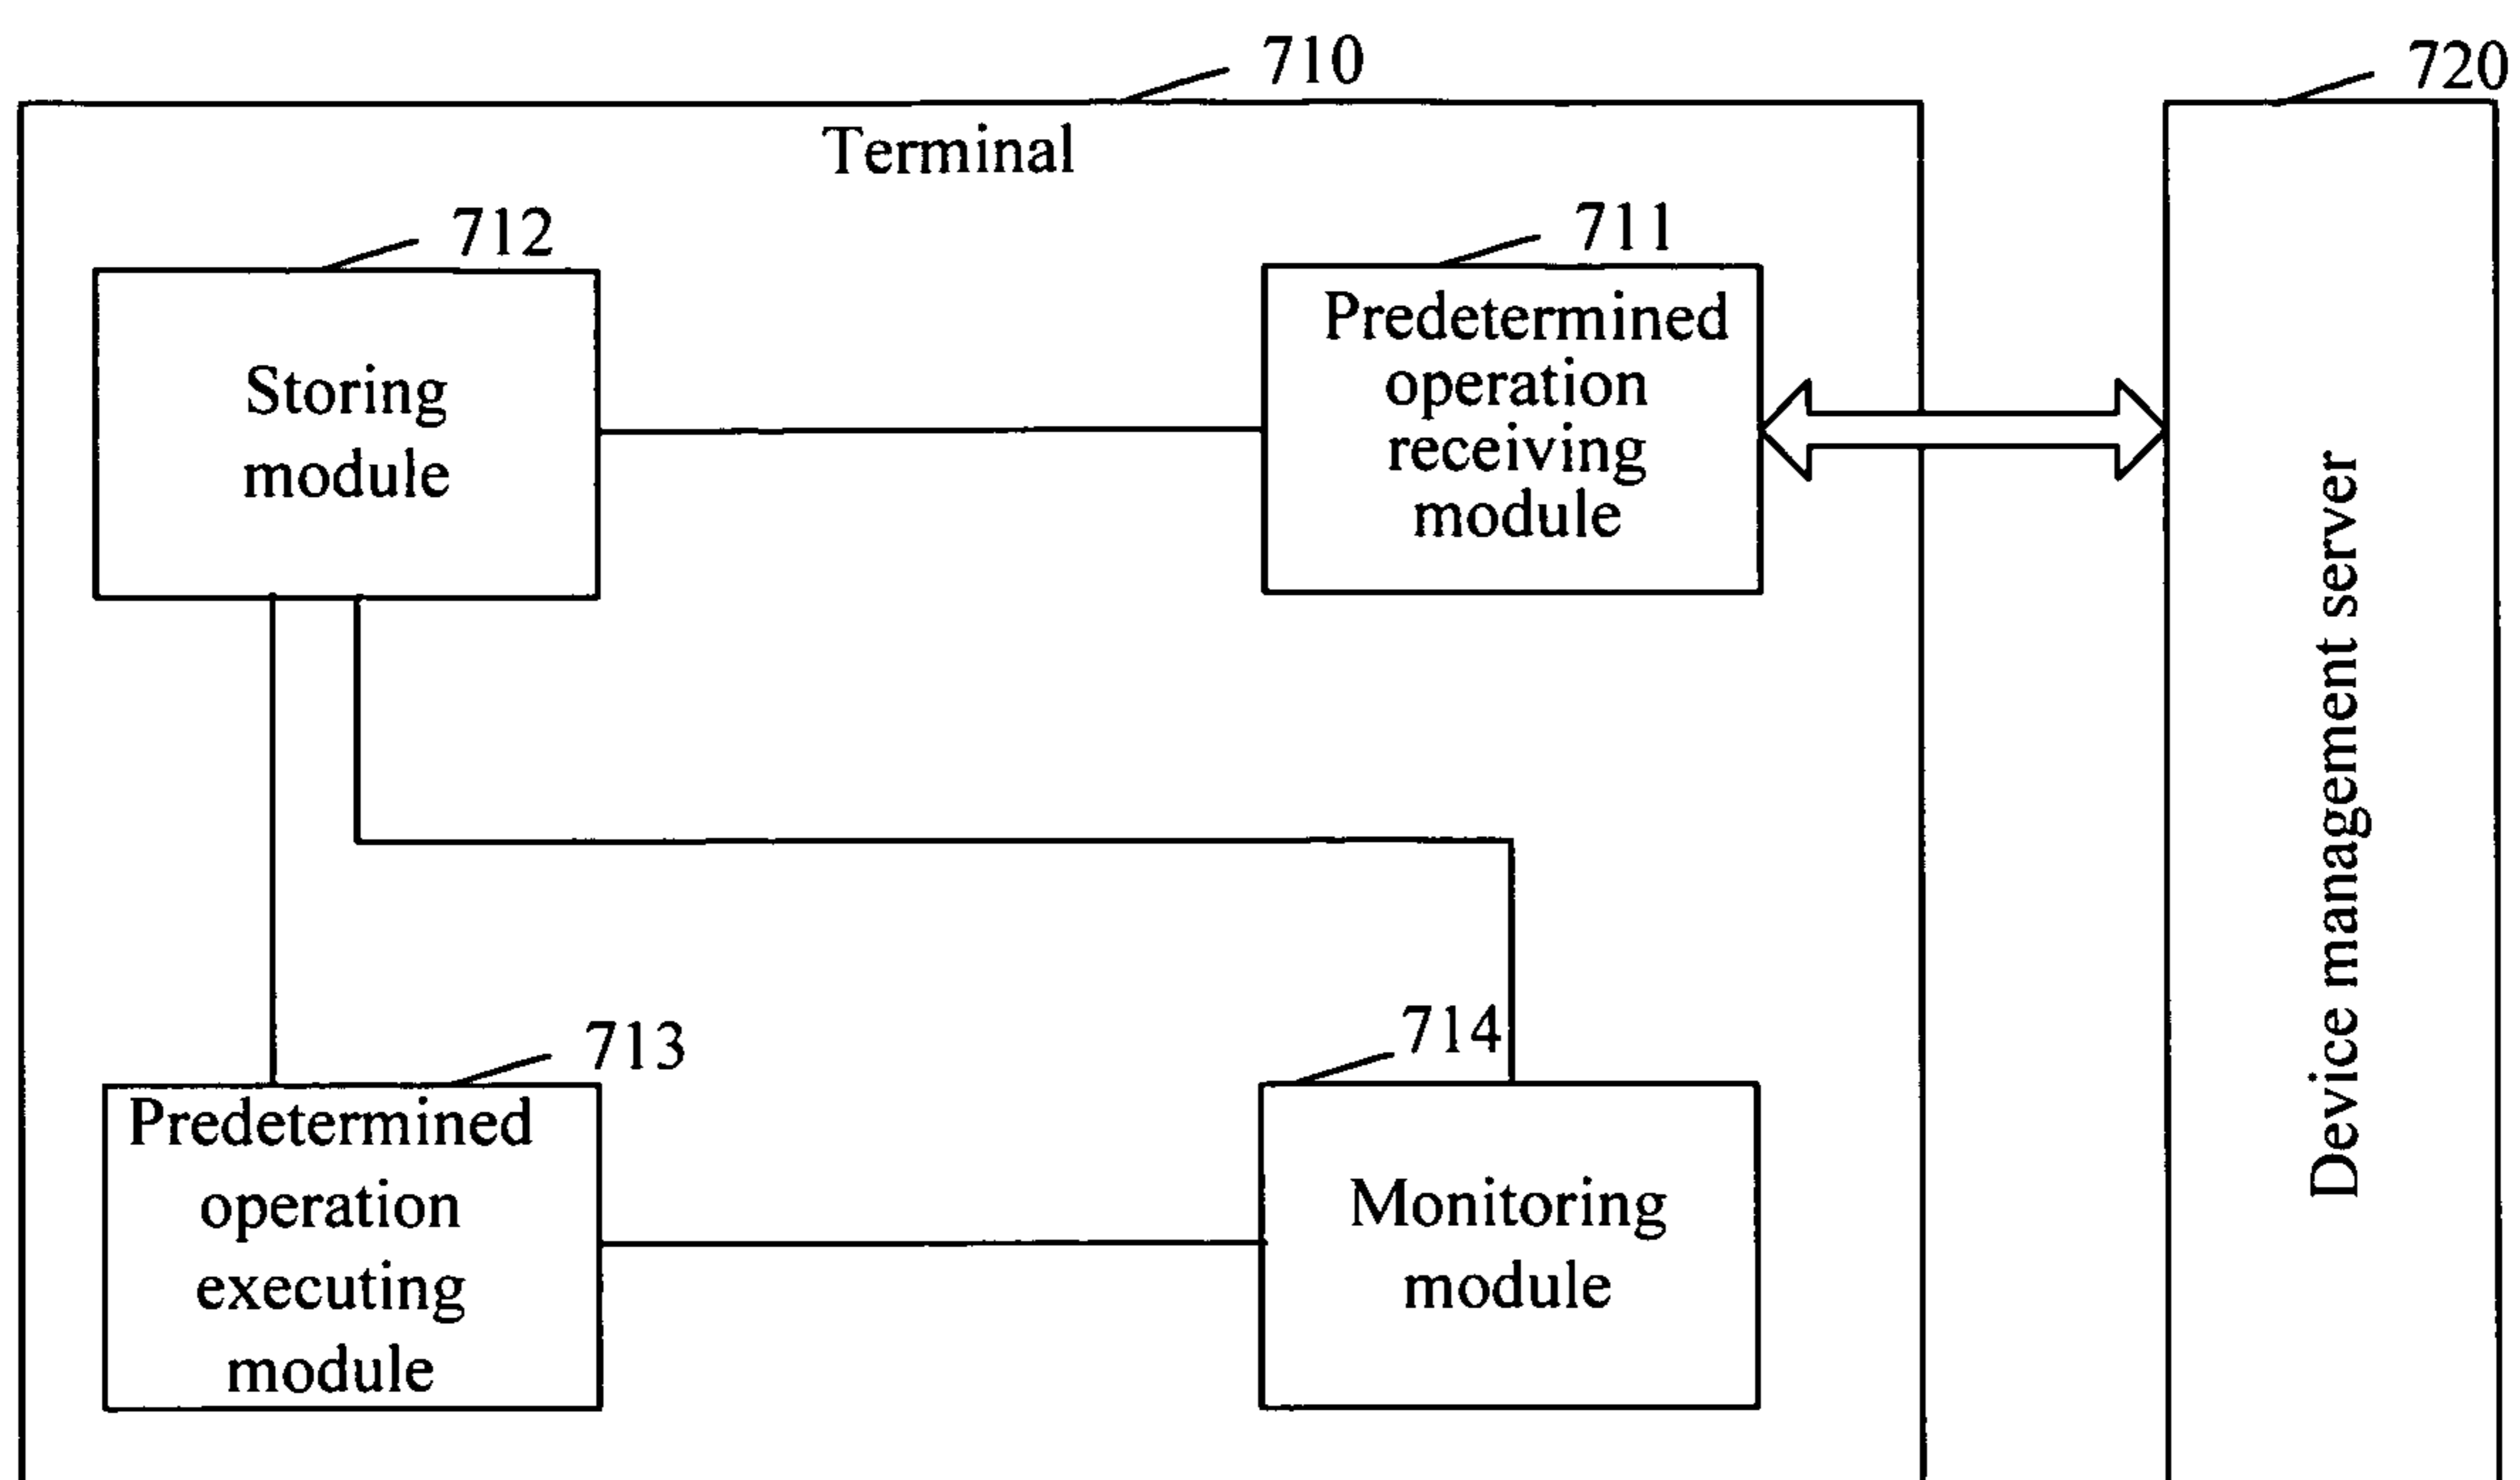 710
720
Terminal
712
711
Storing
module
Predetermined
operation
receiving
module
Device management server
713
714
Predetermined
operation
executing
module
Monitoring
module